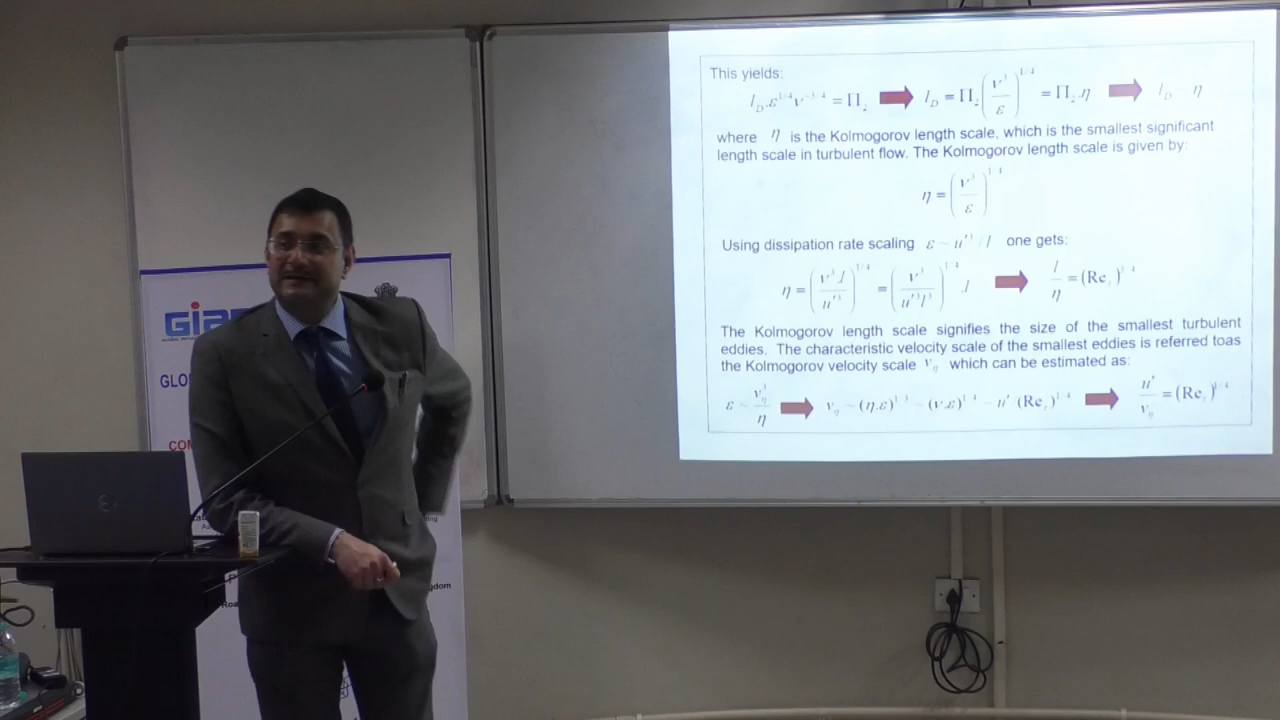 This yields:
l_D.ε^{1/4}ν^{-3/4} = Π_2 l_D = Π_2(ν^3/ε)^{1/4} = Π_2.η l_D ~ η
where η is the Kolmogorov length scale, which is the smallest significant
length scale in turbulent flow. The Kolmogorov length scale is given by:
η = (ν^3/ε)^{1/4}
Using dissipation rate scaling ε ~ u'^3 / l one gets:
η = (ν^3.l/u'^3)^{1/4} = (ν^3/u'^3l^3)^{1/4}.l l/η = (Re_t)^{3/4}
The Kolmogorov length scale signifies the size of the smallest turbulent
eddies. The characteristic velocity scale of the smallest eddies is referred toas
the Kolmogorov velocity scale v_η which can be estimated as:
ε ~ v_η^3/η v_η ~ (η.ε)^{1/3} ~ (ν.ε)^{1/4} ~ u'(Re_t)^{-1/4} u'/v_η = (Re_t)^{1/4}